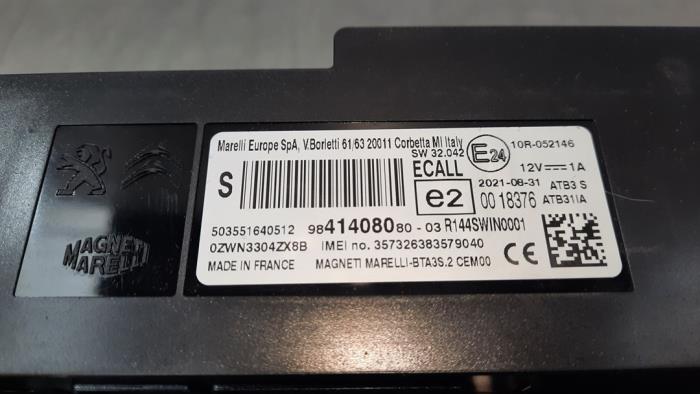 Marelli Europe SpA, V.Borletti 61/63 20011 Corbetta MI Italy
SW 32.042
E24
10R-052146
S
ECALL
12V 1A
e2
2021-08-31 ATB3 S
00 18376 ATB31IA
503551640512 9841408080 -03 R144SWIN0001
0ZWN3304ZX8B IMEI no. 357326383579040
MADE IN FRANCE MAGNETI MARELLI-BTA3S.2 CEM00
CE
MAGNETI
MARELLI